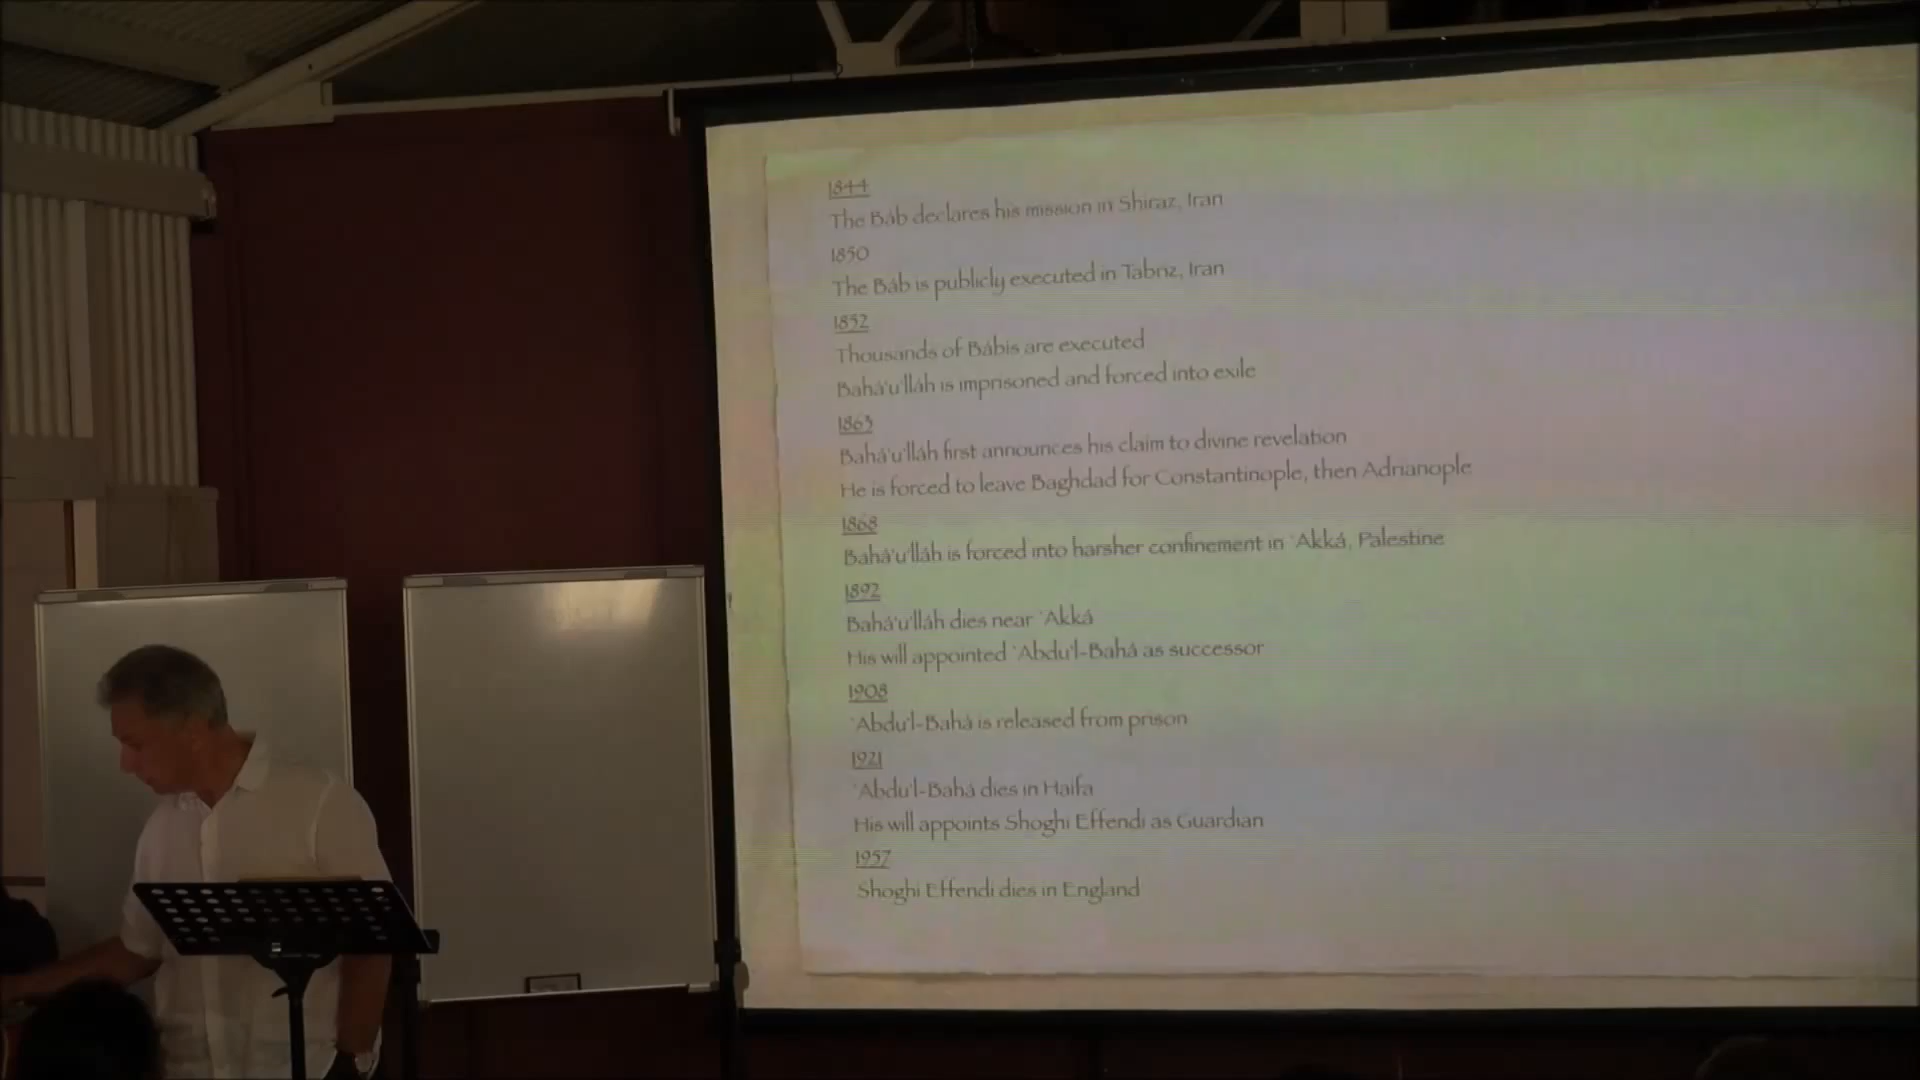 1844
The Báb declares his mission in Shiraz, Iran
1850
The Báb is publicly executed in Tabriz, Iran
1852
Thousands of Bábis are executed
Bahá'u'lláh is imprisoned and forced into exile
1863
Bahá'u'lláh first announces his claim to divine revelation
He is forced to leave Baghdad for Constantinople, then Adrianople
1868
Bahá'u'lláh is forced into harsher confinement in 'Akká, Palestine
1892
Bahá'u'lláh dies near 'Akká
His will appointed 'Abdu'l-Bahá as successor
1908
'Abdu'l-Bahá is released from prison
1921
'Abdu'l-Bahá dies in Haifa
His will appoints Shoghi Effendi as Guardian
1957
Shoghi Effendi dies in England